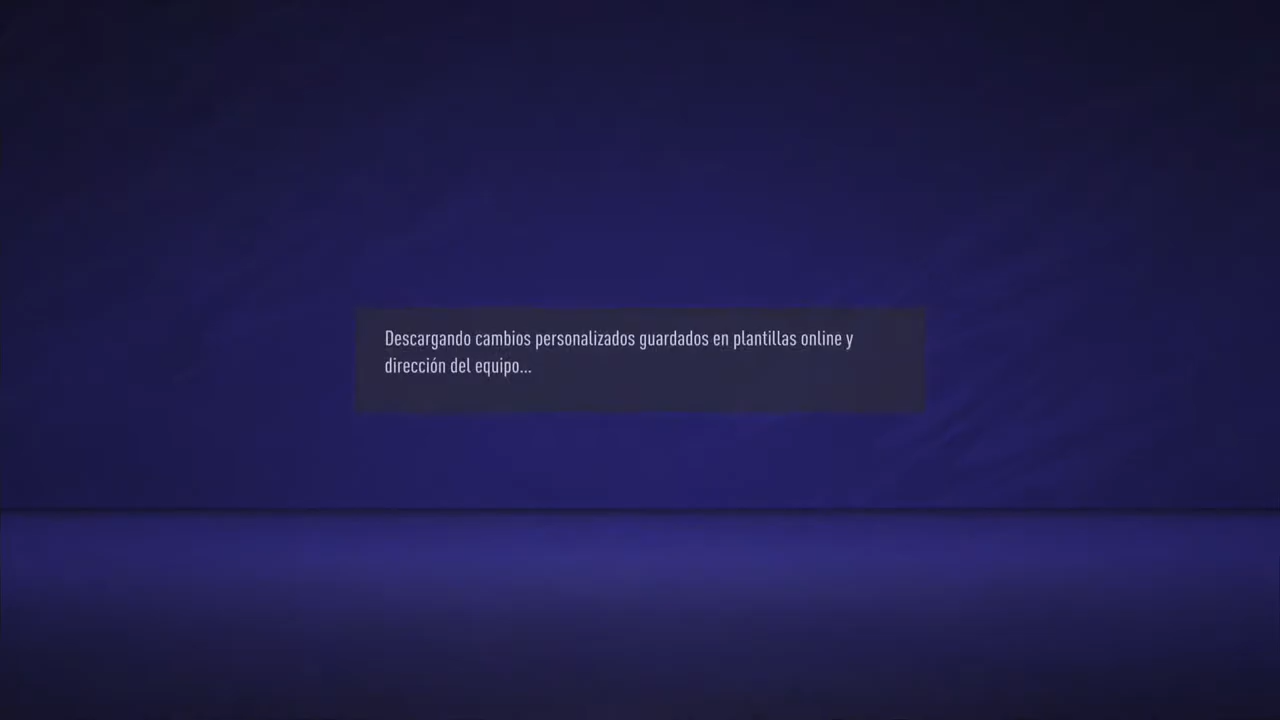 Descargando cambios personalizados guardados en plantillas online y
dirección del equipo...